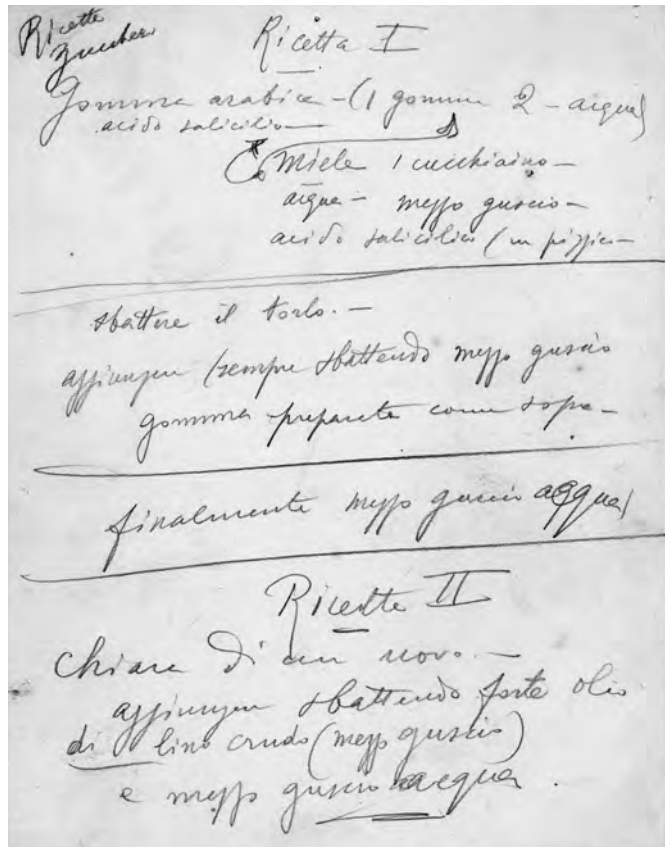 Ricette
Zuccheri
Ricetta I
Gomma arabica - (1 gomma 2 - acqua)
acido salicilio -
Miele 1 cucchiaino -
acqua - mezzo guscio -
acido salicilico (un pizzico -
sbattere il torlo. -
aggiungere (sempre sbattendo mezzo guscio
gomma preparata come sopra -
finalmente mezzo guscio acqua)
Ricetta II
Chiara di un uovo. -
aggiungere sbattendo forte olio
di lino crudo (mezzo guscio)
e mezzo guscio acqua.